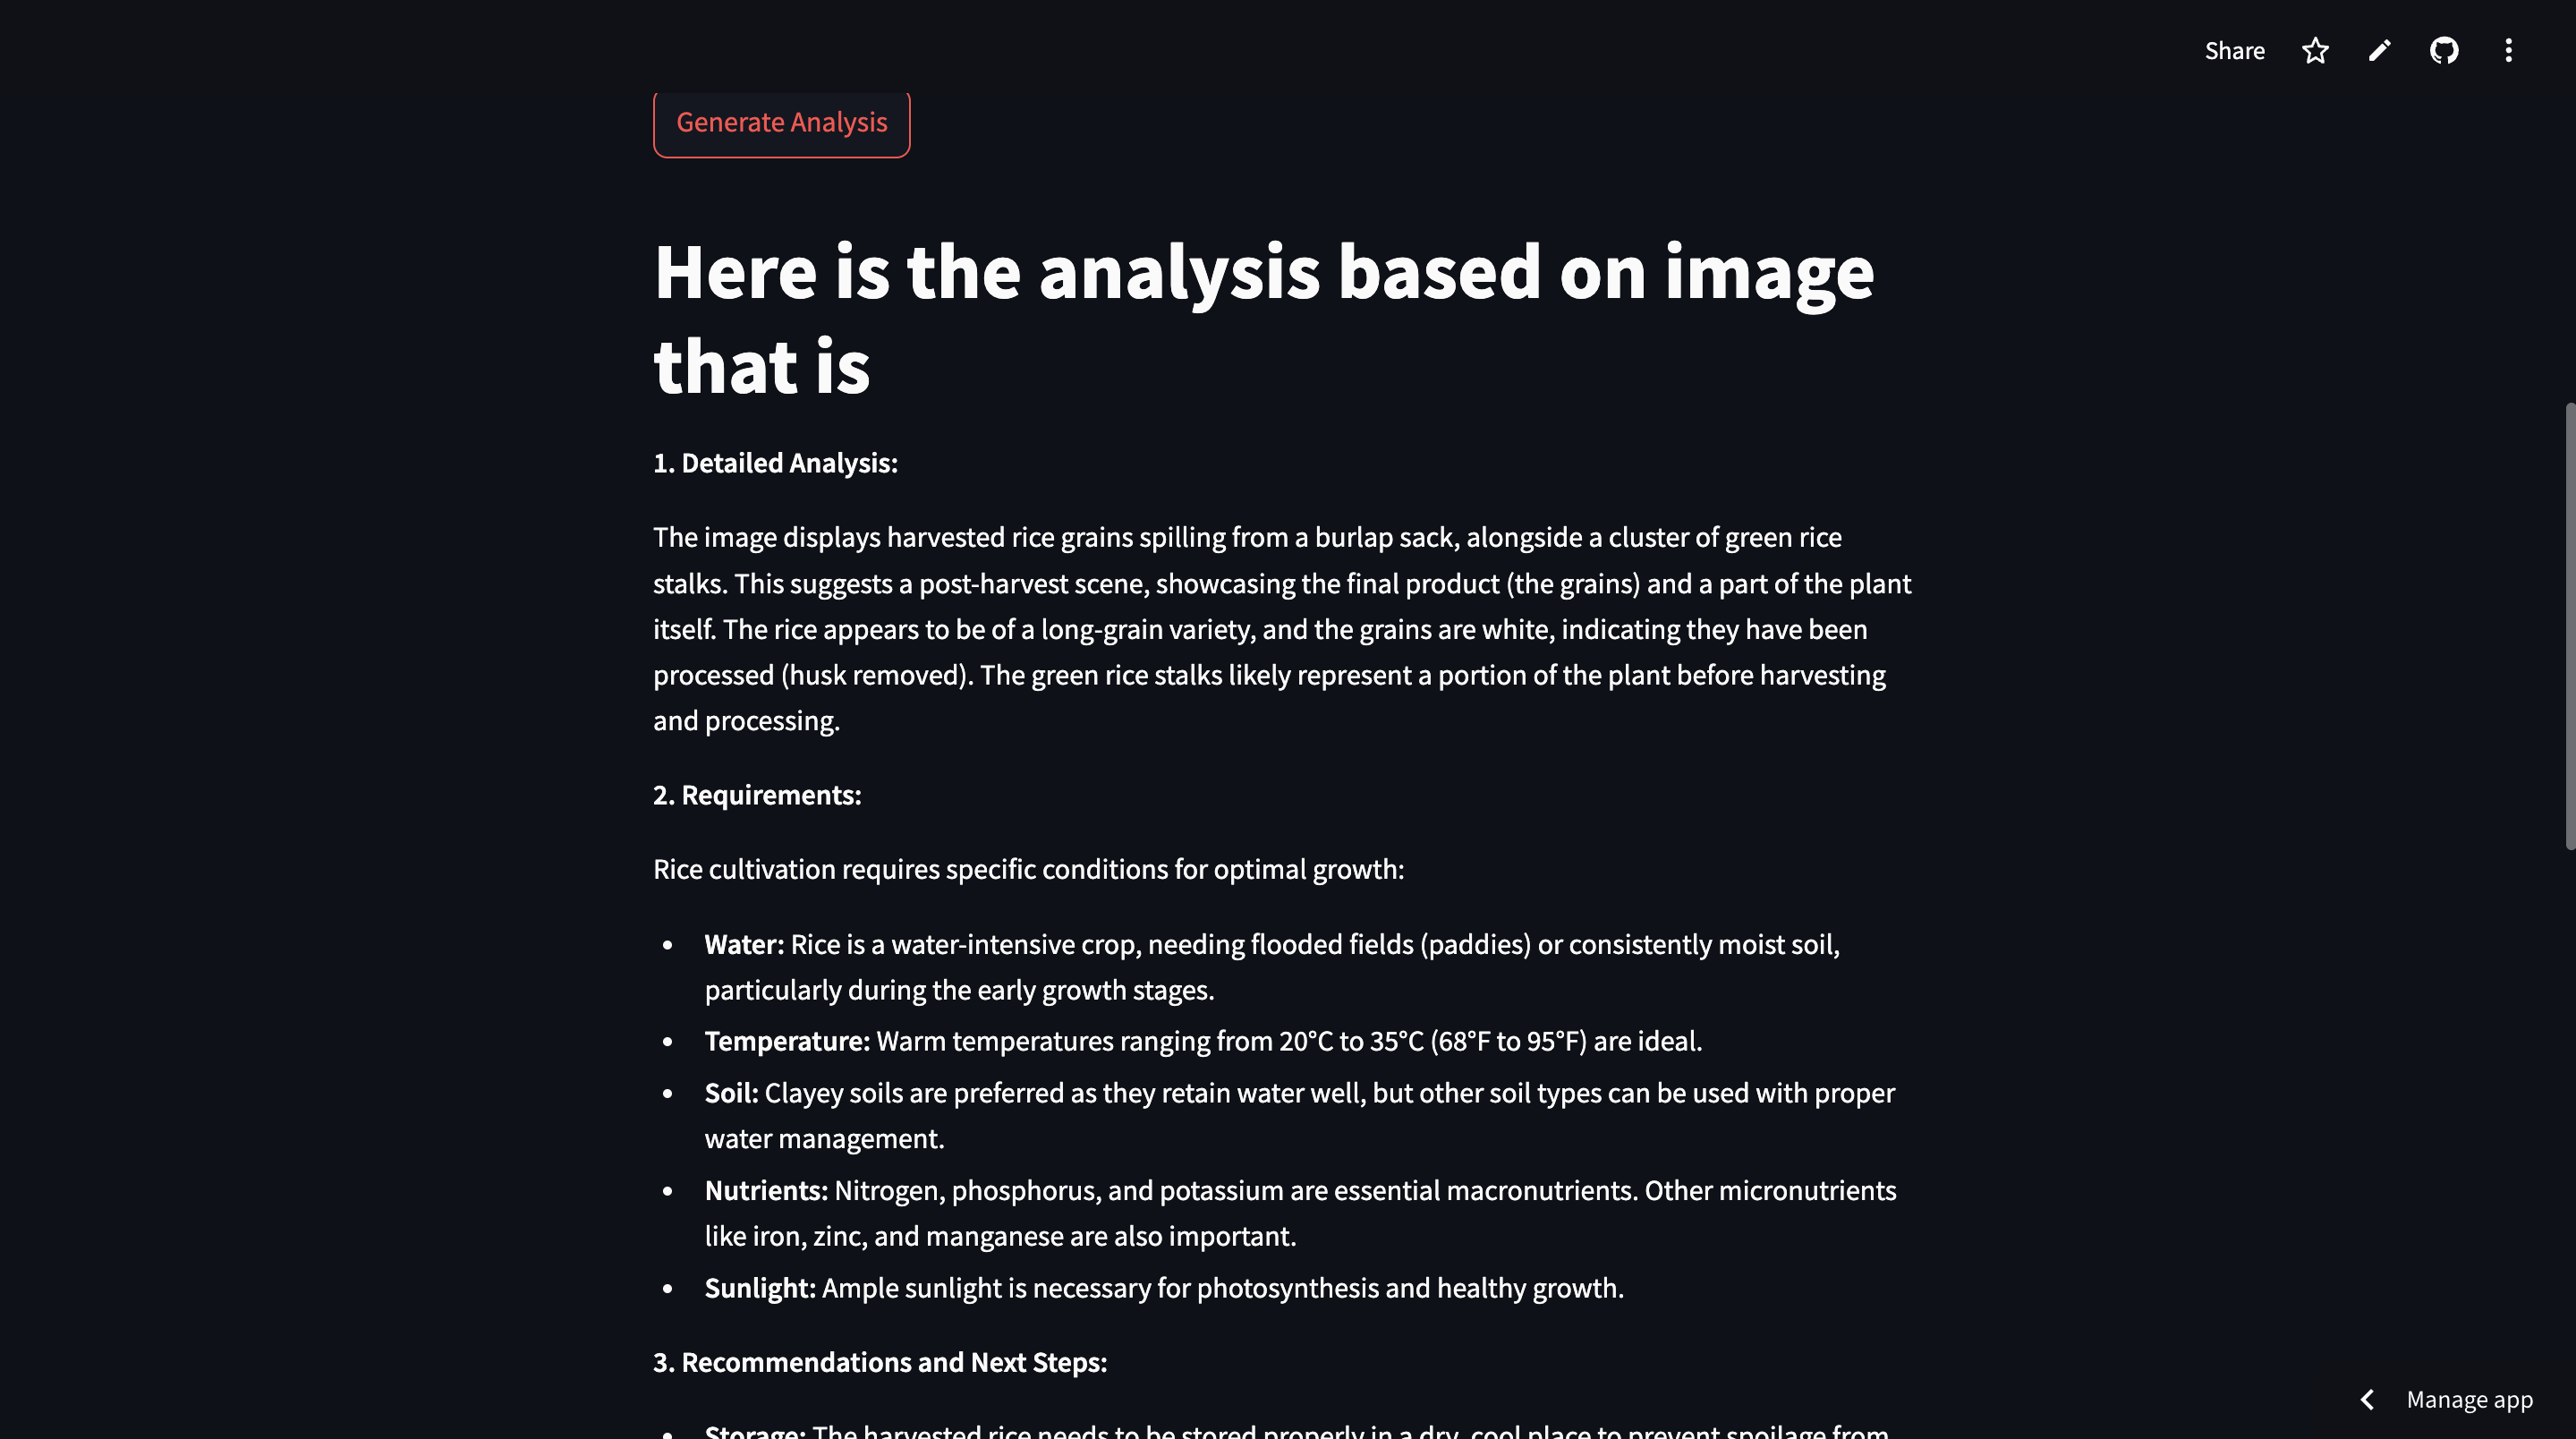 Share
Generate Analysis
Here is the analysis based on image
that is
1. Detailed Analysis:
The image displays harvested rice grains spilling from a burlap sack, alongside a cluster of green rice
stalks. This suggests a post-harvest scene, showcasing the final product (the grains) and a part of the plant
itself. The rice appears to be of a long-grain variety, and the grains are white, indicating they have been
processed (husk removed). The green rice stalks likely represent a portion of the plant before harvesting
and processing.
2. Requirements:
Rice cultivation requires specific conditions for optimal growth:
• Water: Rice is a water-intensive crop, needing flooded fields (paddies) or consistently moist soil,
particularly during the early growth stages.
• Temperature: Warm temperatures ranging from 20°C to 35°C (68°F to 95°F) are ideal.
• Soil: Clayey soils are preferred as they retain water well, but other soil types can be used with proper
water management.
• Nutrients: Nitrogen, phosphorus, and potassium are essential macronutrients. Other micronutrients
like iron, zinc, and manganese are also important.
• Sunlight: Ample sunlight is necessary for photosynthesis and healthy growth.
3. Recommendations and Next Steps:
• Storage: The harvested rice needs to be stored properly in a dry, cool place to prevent spoilage from
Manage app